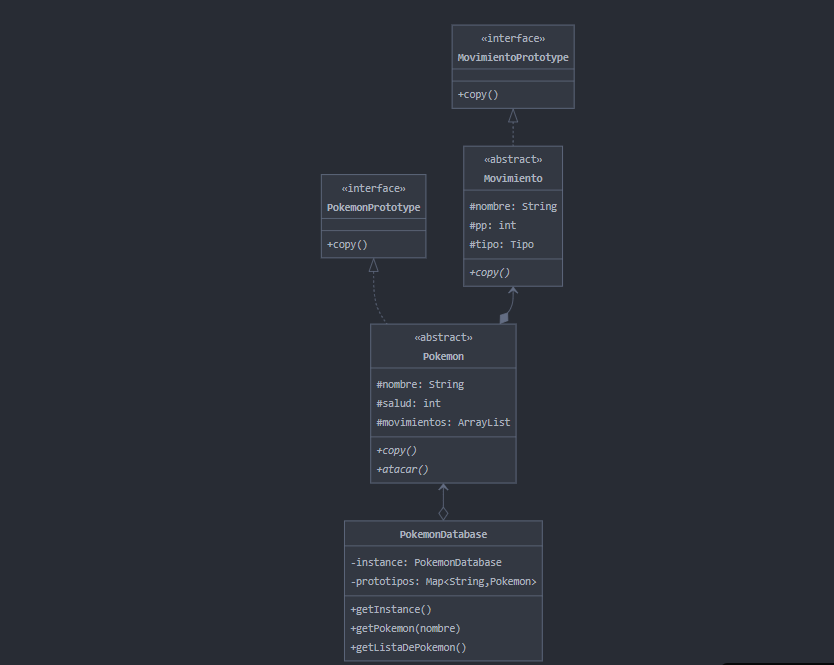 «interface»
MovimientoPrototype
+copy()
«abstract»
Movimiento
#nombre: String
#pp: int
#tipo: Tipo
+copy()
«interface»
PokemonPrototype
+copy()
«abstract»
Pokemon
#nombre: String
#salud: int
#movimientos: ArrayList
+copy()
+atacar()
PokemonDatabase
-instance: PokemonDatabase
-prototipos: Map<String,Pokemon>
+getInstance()
+getPokemon(nombre)
+getListaDePokemon()